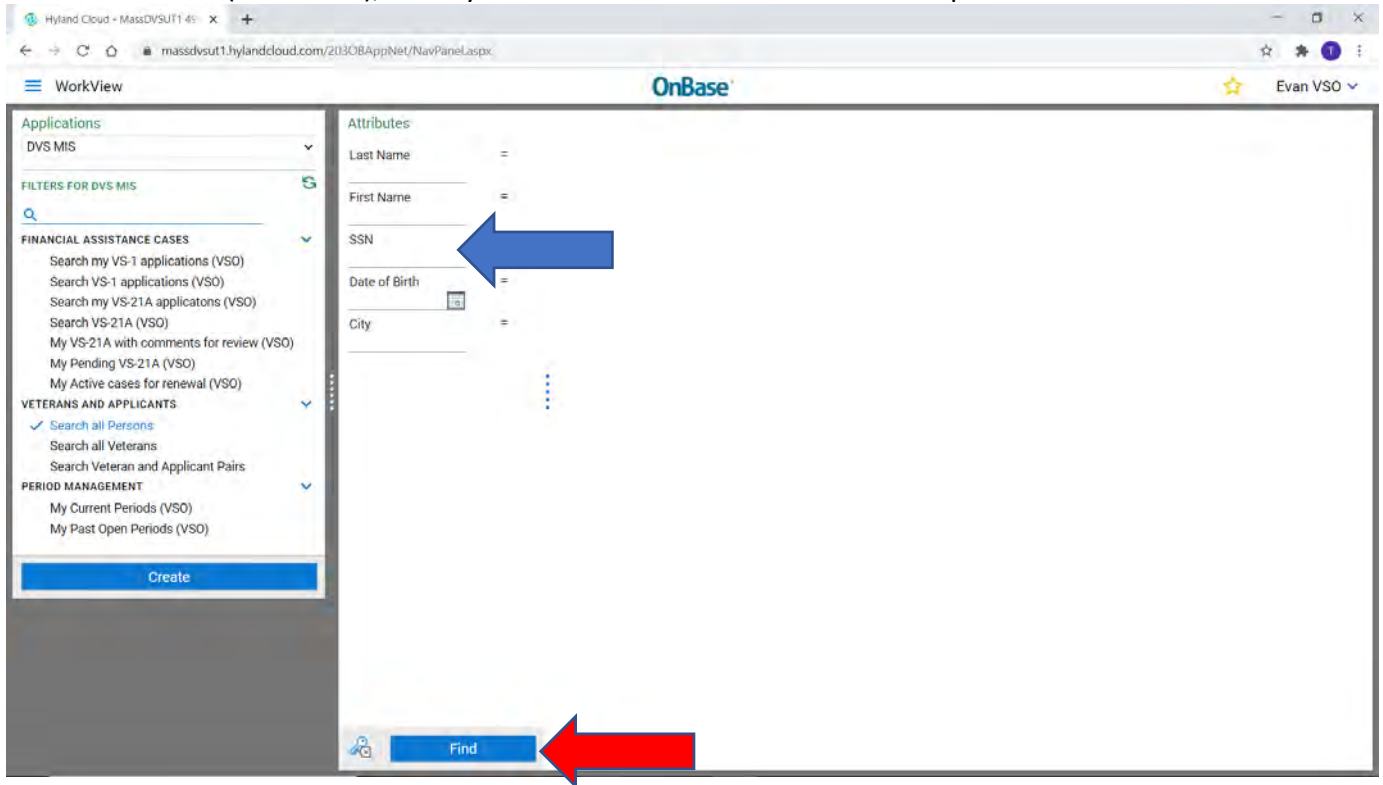 Hyland Cloud - MassDVSUT1 49
massdvsut1.hylandcloud.com/203OBAppNet/NavPanel.aspx
WorkView
OnBase
Evan VSO
Applications
DVS MIS
FILTERS FOR DVS MIS
FINANCIAL ASSISTANCE CASES
Search my VS-1 applications (VSO)
Search VS-1 applications (VSO)
Search my VS-21A applicatons (VSO)
Search VS-21A (VSO)
My VS-21A with comments for review (VSO)
My Pending VS-21A (VSO)
My Active cases for renewal (VSO)
VETERANS AND APPLICANTS
Search all Persons
Search all Veterans
Search Veteran and Applicant Pairs
PERIOD MANAGEMENT
My Current Periods (VSO)
My Past Open Periods (VSO)
Create
Attributes
Last Name =
First Name =
SSN
Date of Birth =
City =
Find